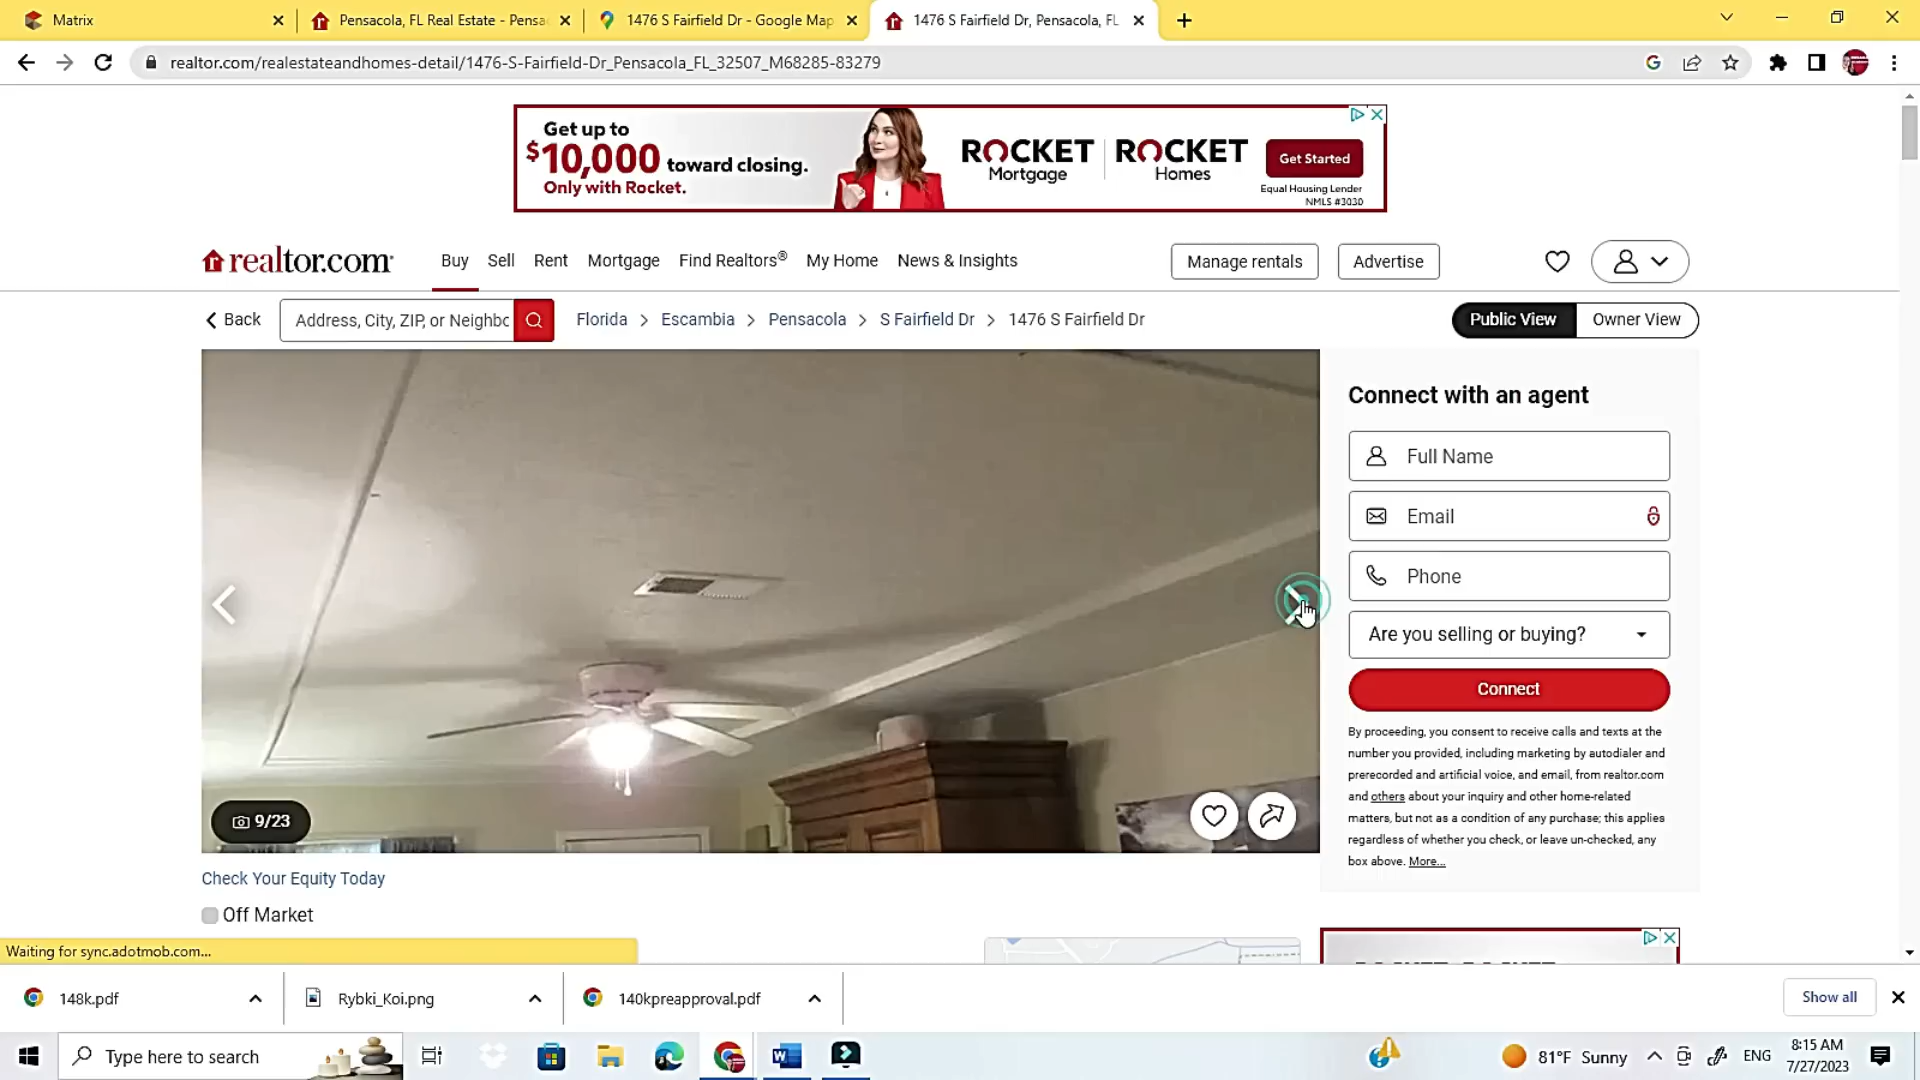 Matrix
Pensacola, FL Real Estate - Pensa
1476 S Fairfield Dr - Google Map
1476 S Fairfield Dr, Pensacola, FL
realtor.com/realestateandhomes-detail/1476-S-Fairfield-Dr_Pensacola_FL_32507_M68285-83279
Get up to
$10,000 toward closing.
Only with Rocket.
ROCKET
Mortgage
ROCKET
Homes
Get Started
Equal Housing Lender
NMLS #3030
realtor.com®
Buy
Sell
Rent
Mortgage
Find Realtors®
My Home
News & Insights
Manage rentals
Advertise
Back
Address, City, ZIP, or Neighbo
Florida
Escambia
Pensacola
S Fairfield Dr
1476 S Fairfield Dr
Public View
Owner View
9/23
Connect with an agent
Full Name
Email
Phone
Are you selling or buying?
Connect
By proceeding, you consent to receive calls and texts at the
number you provided, including marketing by autodialer and
prerecorded and artificial voice, and email, from realtor.com
and others about your inquiry and other home-related
matters, but not as a condition of any purchase; this applies
regardless of whether you check, or leave un-checked, any
box above. More...
Check Your Equity Today
Off Market
Waiting for sync.adotmob.com...
148k.pdf
Rybki_Koi.png
140kpreapproval.pdf
Show all
Type here to search
81°F Sunny
ENG
8:15 AM
7/27/2023